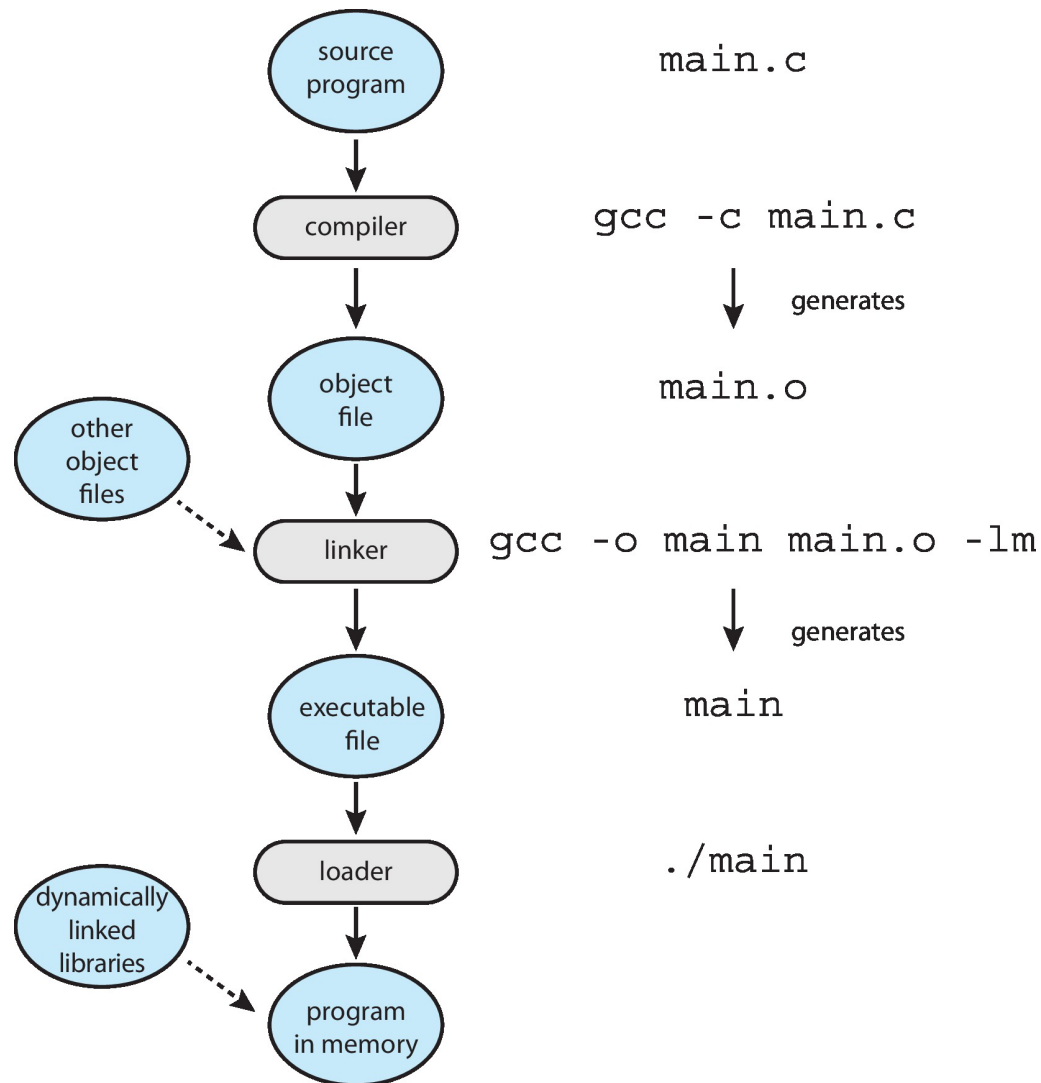 source
program
main.c
compiler
gcc -c main.c
generates
object
file
main.o
other
object
files
linker
gcc -o main main.o -lm
generates
executable
file
main
loader
./main
dynamically
linked
libraries
program
in memory